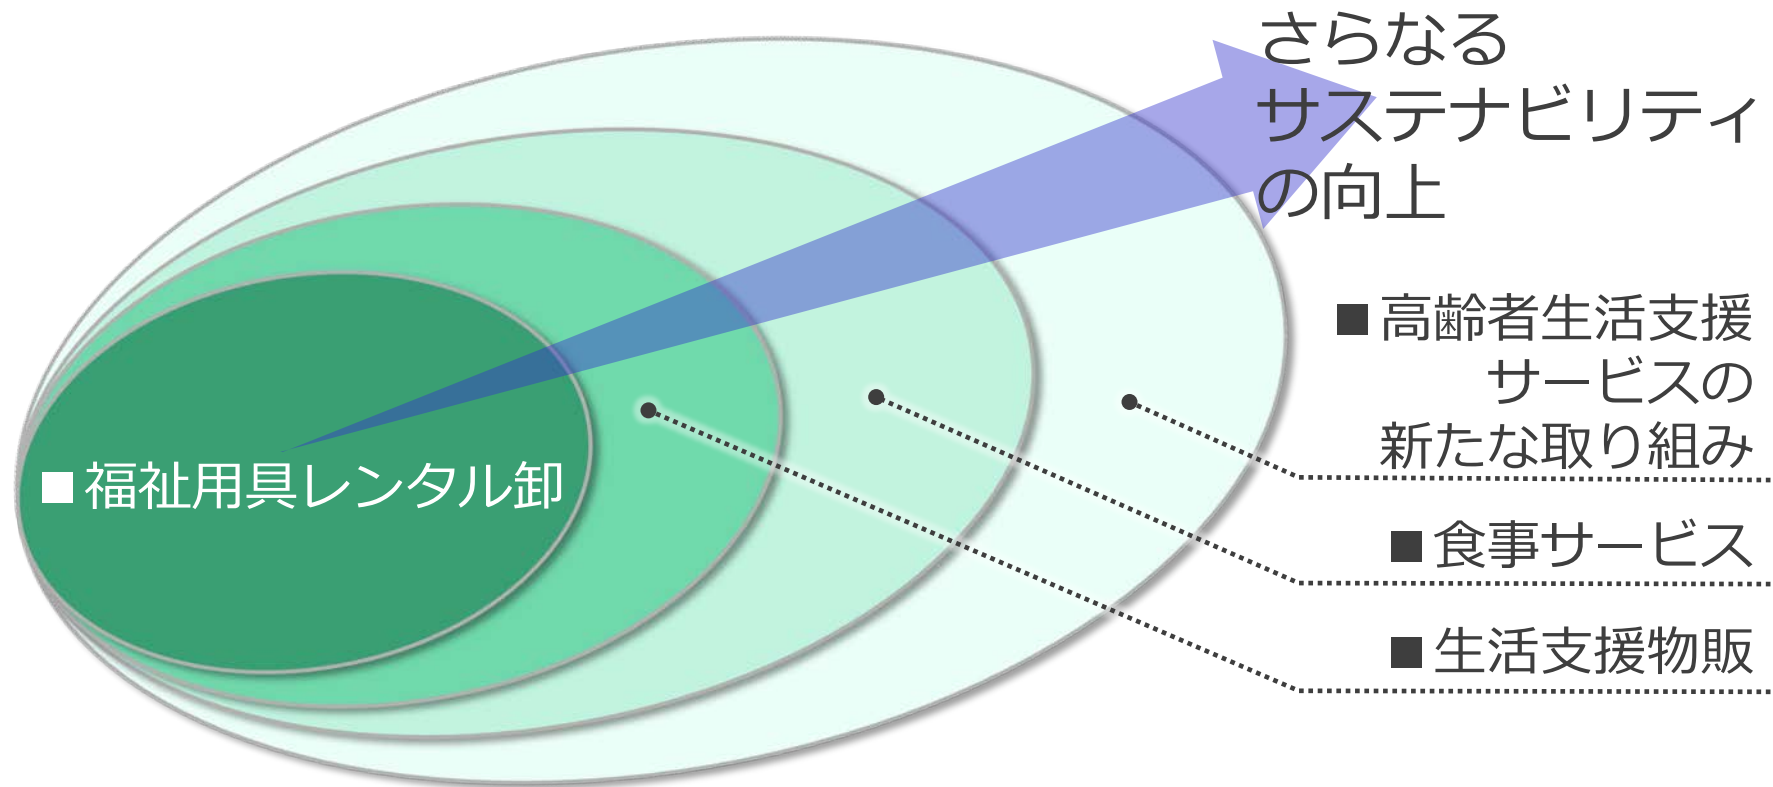 さらなる
サステナビリティ
の向上
■高齢者生活支援
サービスの
新たな取り組み
■福祉用具レンタル卸
■食事サービス
■生活支援物販